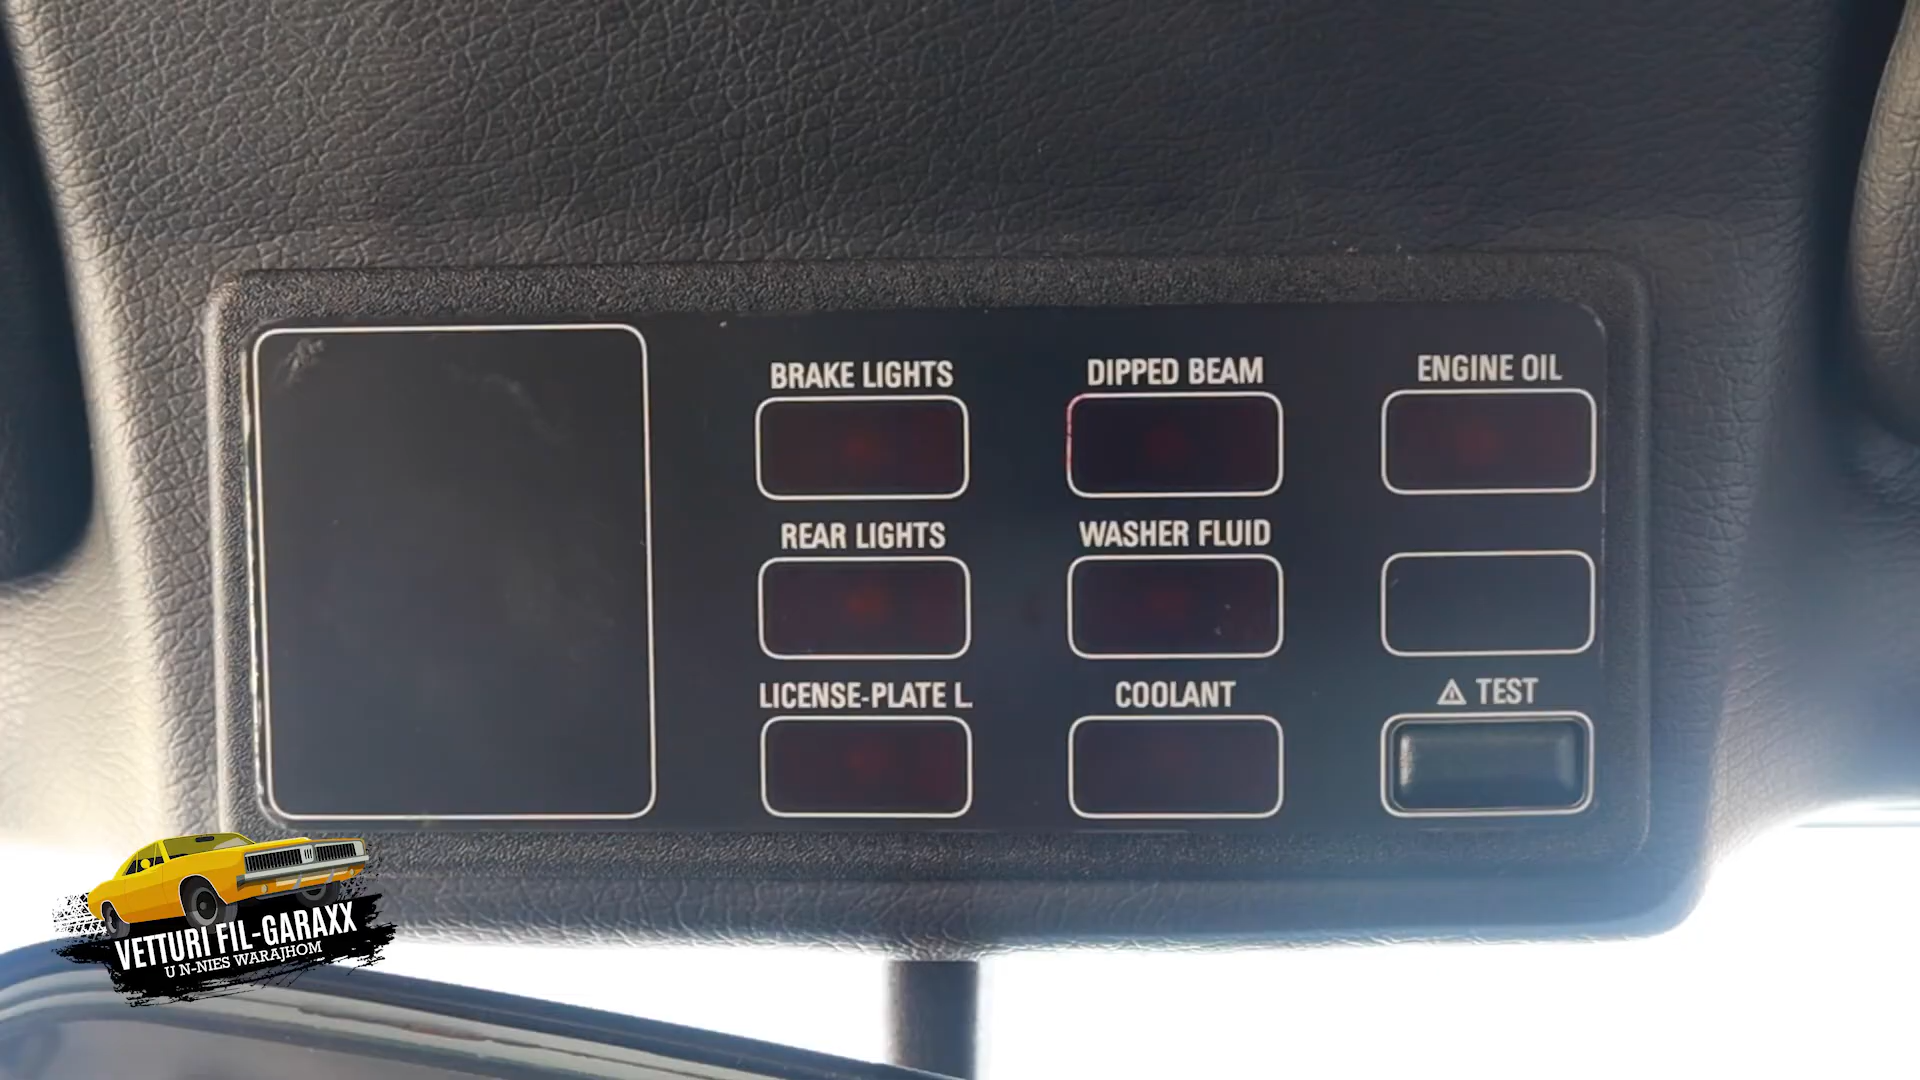 BRAKE LIGHTS
DIPPED BEAM
ENGINE OIL
REAR LIGHTS
WASHER FLUID
LICENSE-PLATE L.
COOLANT
⚠ TEST
VETTURI FIL-GARAXX
U N-NIES WARAJHOM